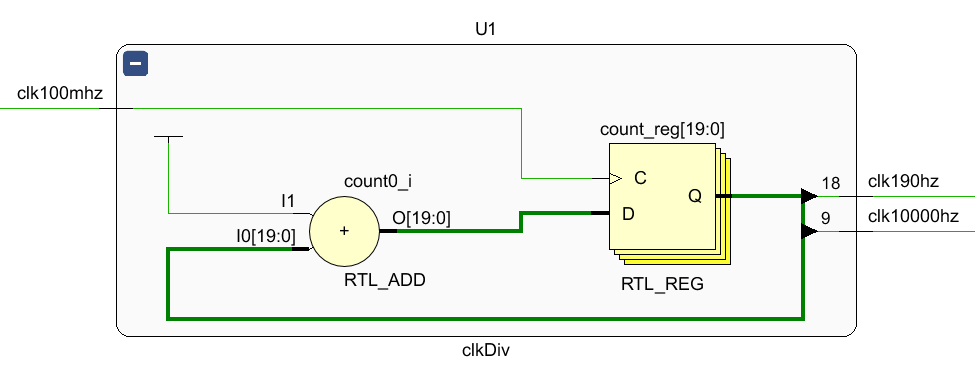 U1
clk100mhz
count_reg[19:0]
C
count0_i
18
clk190hz
Q
I1
D
O[19:0]
9
clk10000hz
I0[19:0]
+
RTL_ADD
RTL_REG
clkDiv